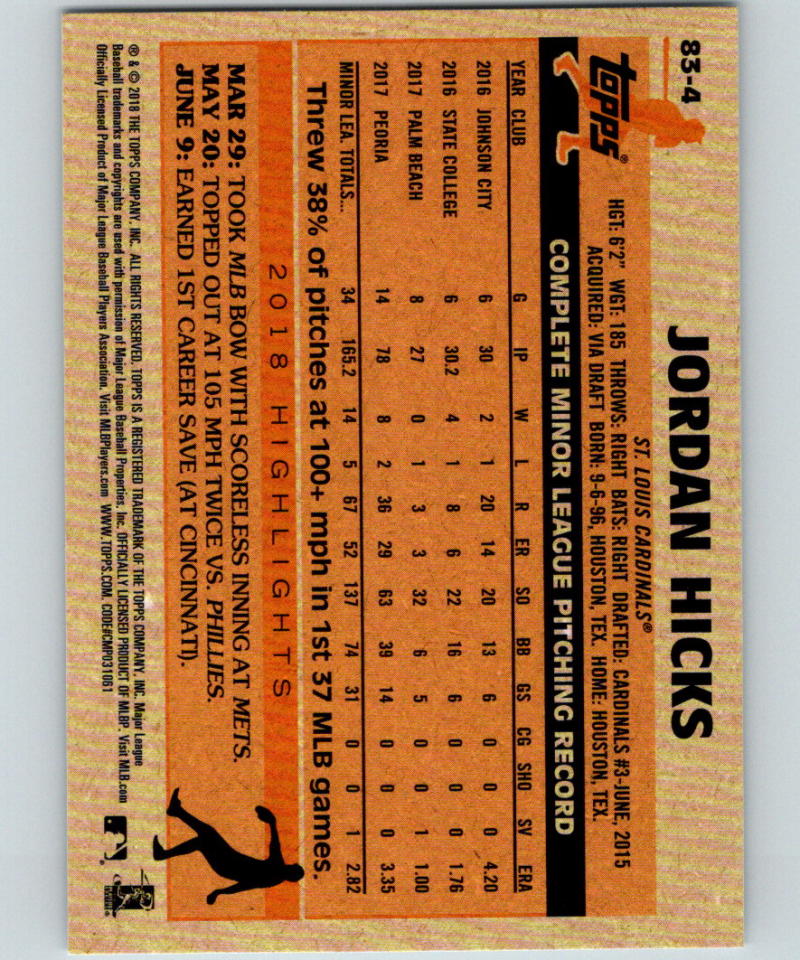 83-4
JORDAN HICKS
topps®
ST. LOUIS CARDINALS®
HGT: 6'2" WGT: 185 THROWS: RIGHT BATS: RIGHT DRAFTED: CARDINALS #3-JUNE, 2015
ACQUIRED: VIA DRAFT BORN: 9-6-96, HOUSTON, TEX. HOME: HOUSTON, TEX.
COMPLETE MINOR LEAGUE PITCHING RECORD
YEAR CLUB G IP W L R ER SO BB GS CG SHO SV ERA
2016 JOHNSON CITY 6 30 2 1 20 14 20 13 6 0 0 0 4.20
2016 STATE COLLEGE 6 30.2 4 1 8 6 22 16 6 0 0 0 1.76
2017 PALM BEACH 8 27 0 1 3 3 32 6 5 0 0 1 1.00
2017 PEORIA 14 78 8 2 36 29 63 39 14 0 0 0 3.35
MINOR LEA. TOTALS... 34 165.2 14 5 67 52 137 74 31 0 0 1 2.82
Threw 38% of pitches at 100+ mph in 1st 37 MLB games.
2018 HIGHLIGHTS
MAR 29: TOOK MLB BOW WITH SCORELESS INNING AT METS.
MAY 20: TOPPED OUT AT 105 MPH TWICE VS. PHILLIES.
JUNE 9: EARNED 1ST CAREER SAVE (AT CINCINNATI).
® & © 2018 THE TOPPS COMPANY, INC. ALL RIGHTS RESERVED. TOPPS IS A REGISTERED TRADEMARK OF THE TOPPS COMPANY, INC. Major League
Baseball trademarks and copyrights are used with permission of Major League Baseball Properties, Inc. OFFICIALLY LICENSED PRODUCT OF MLBP. Visit MLB.com
Officially Licensed Product of Major League Baseball Players Association. Visit MLBPlayers.com WWW.TOPPS.COM. CODE#CMP031061